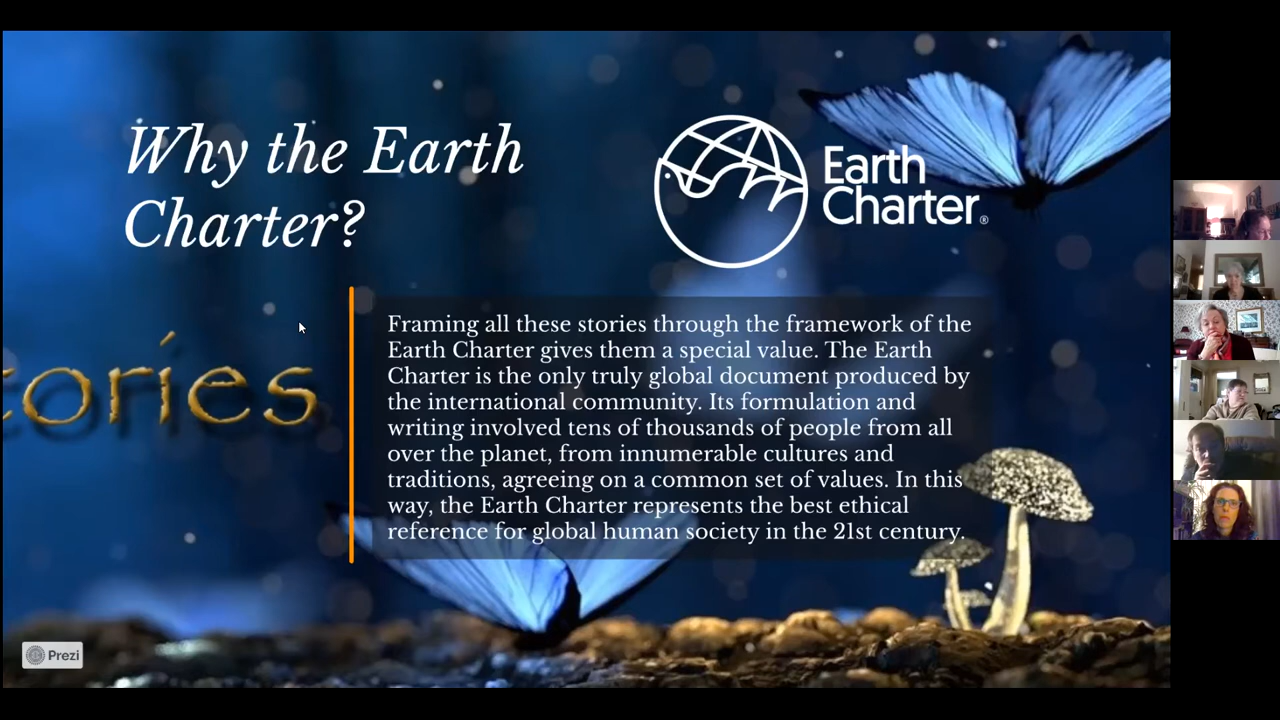 Why the Earth
Charter?
Earth
Charter®
tories
Framing all these stories through the framework of the
Earth Charter gives them a special value. The Earth
Charter is the only truly global document produced by
the international community. Its formulation and
writing involved tens of thousands of people from all
over the planet, from innumerable cultures and
traditions, agreeing on a common set of values. In this
way, the Earth Charter represents the best ethical
reference for global human society in the 21st century.
Prezi